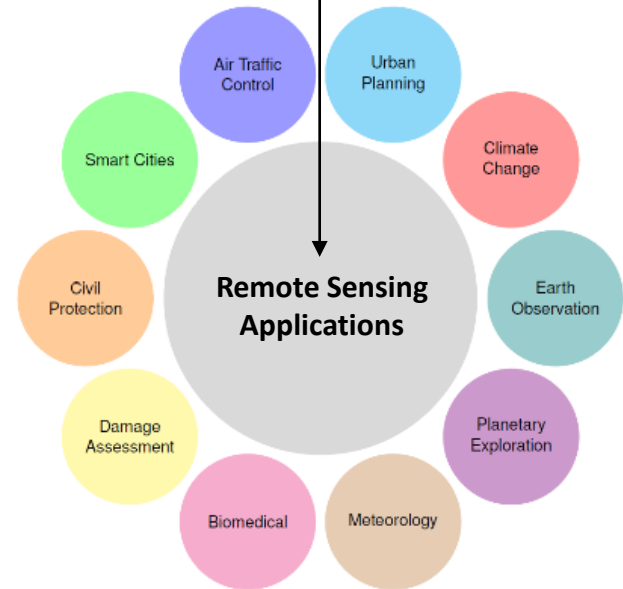 Air Traffic
Control
Urban
Planning
Smart Cities
Climate
Change
Civil
Protection
Remote Sensing
Applications
Earth
Observation
Damage
Assessment
Planetary
Exploration
Biomedical
Meteorology